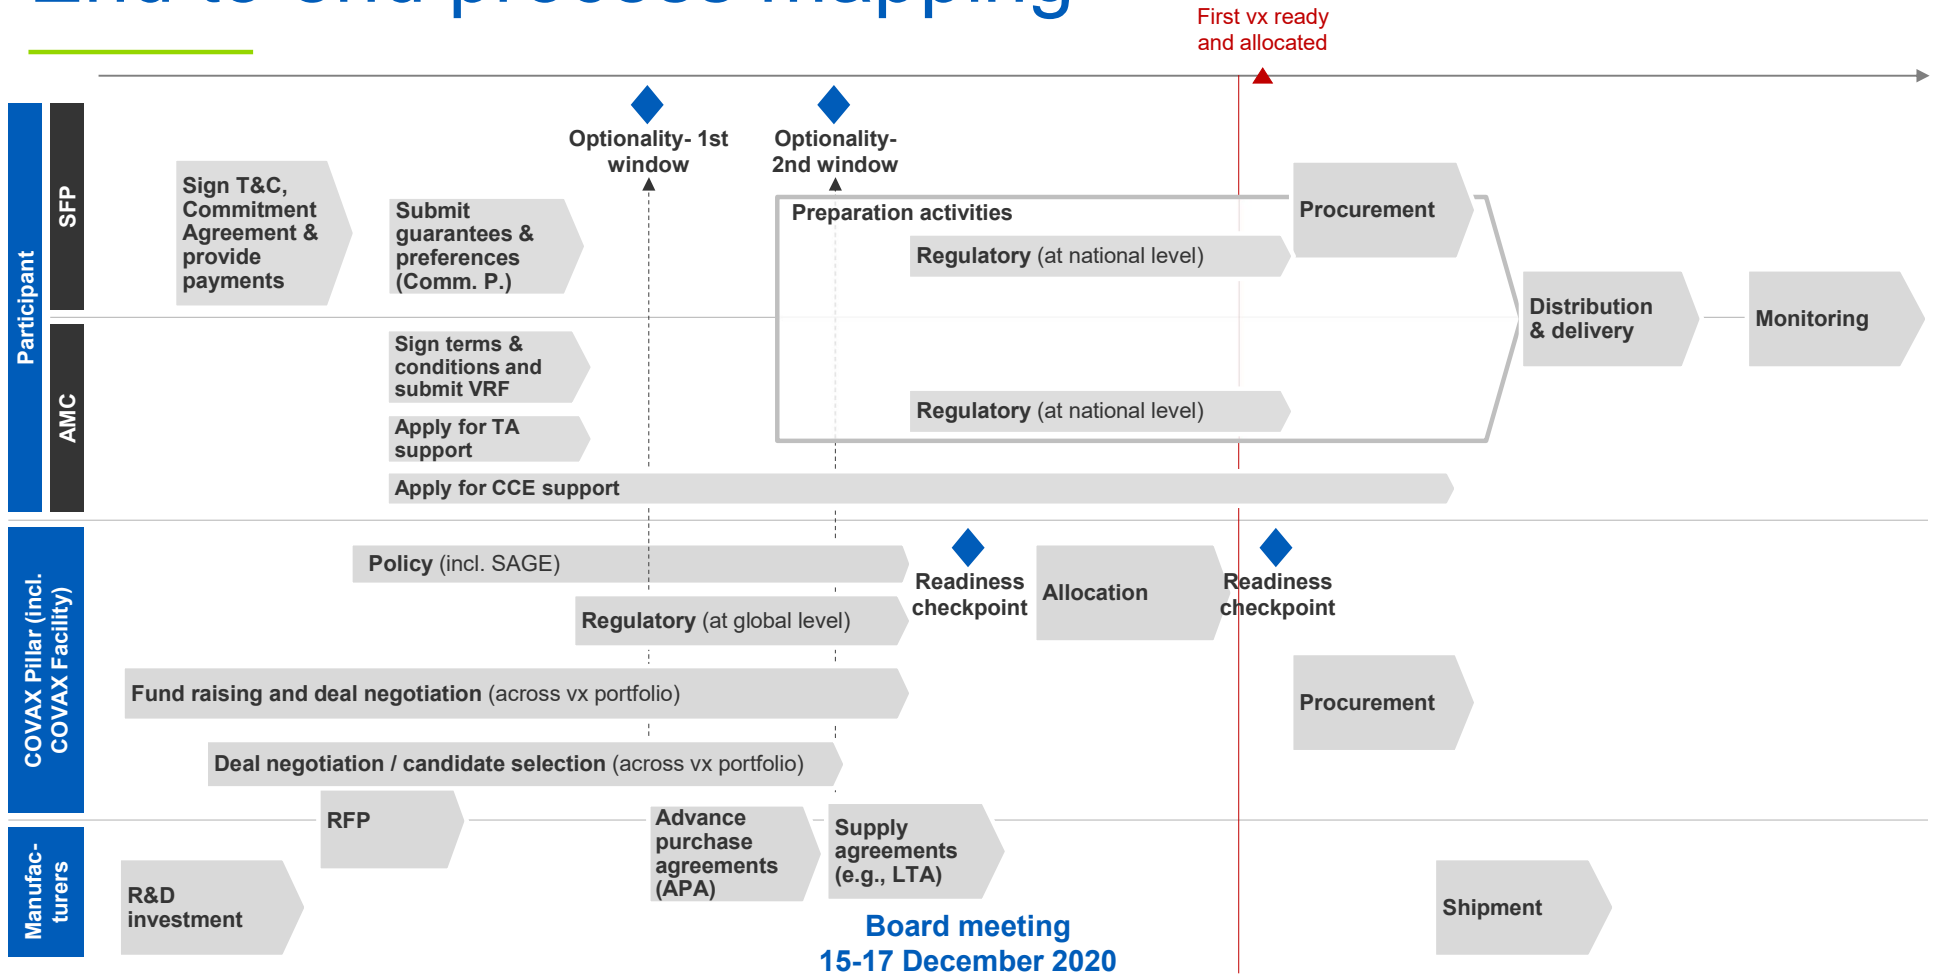 End to end process mapping
First vx ready
and allocated
Optionality- 1st
window
Optionality-
2nd window
Participant
SFP
Sign T&C,
Commitment
Agreement &
provide
payments
Submit
guarantees &
preferences
(Comm. P.)
Preparation activities
Regulatory (at national level)
Procurement
Distribution
& delivery
Monitoring
AMC
Sign terms &
conditions and
submit VRF
Apply for TA
support
Regulatory (at national level)
Apply for CCE support
COVAX Pillar (incl.
COVAX Facility)
Policy (incl. SAGE)
Readiness
checkpoint
Allocation
Readiness
checkpoint
Regulatory (at global level)
Fund raising and deal negotiation (across vx portfolio)
Procurement
Deal negotiation / candidate selection (across vx portfolio)
Manufac-
turers
RFP
Advance
purchase
agreements
(APA)
Supply
agreements
(e.g., LTA)
R&D
investment
Shipment
Board meeting
15-17 December 2020